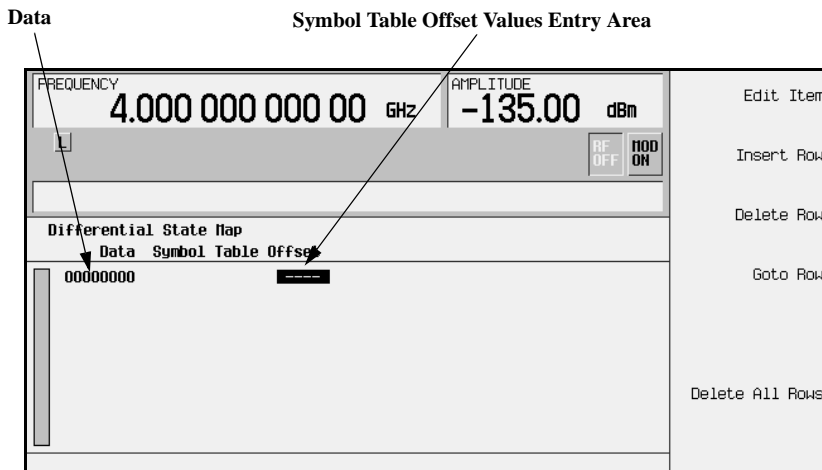 Data
Symbol Table Offset Values Entry Area
FREQUENCY
4.000 000 000 00 GHz
AMPLITUDE
-135.00 dBm
L
RF OFF
MOD ON
Differential State Map
Data Symbol Table Offset
00000000 ----
Edit Item
Insert Row
Delete Row
Goto Row
Delete All Rows